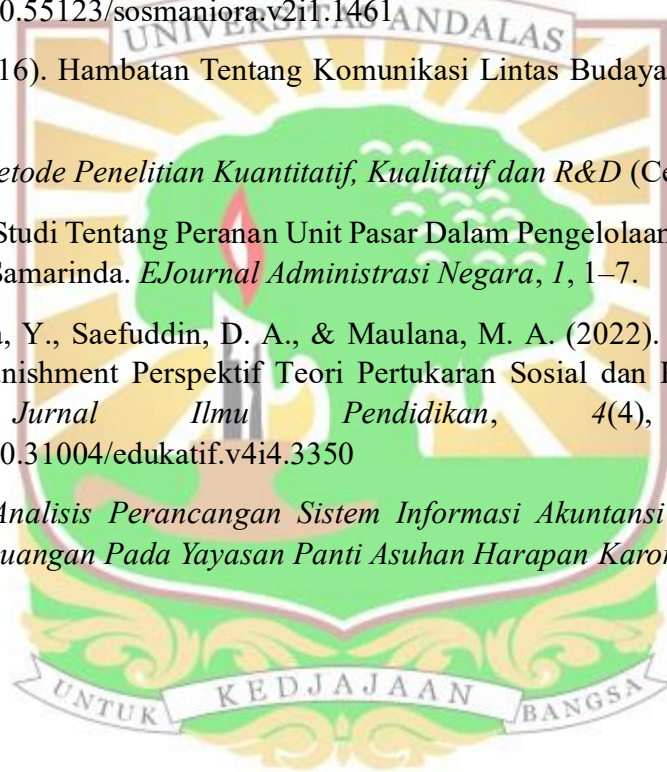 0.55123/sosmaniora.v2i1.1461
UNIVERSITAS ANDALAS
16). Hambatan Tentang Komunikasi Lintas Budaya
etode Penelitian Kuantitatif, Kualitatif dan R&D (Ce
Studi Tentang Peranan Unit Pasar Dalam Pengelolaan
Samarinda. EJournal Administrasi Negara, 1, 1–7.
a, Y., Saefuddin, D. A., & Maulana, M. A. (2022).
unishment Perspektif Teori Pertukaran Sosial dan P
Jurnal Ilmu Pendidikan, 4(4),
0.31004/edukatif.v4i4.3350
Analisis Perancangan Sistem Informasi Akuntansi
uangan Pada Yayasan Panti Asuhan Harapan Karom
UNTUK KEDJAJAAN BANGSA